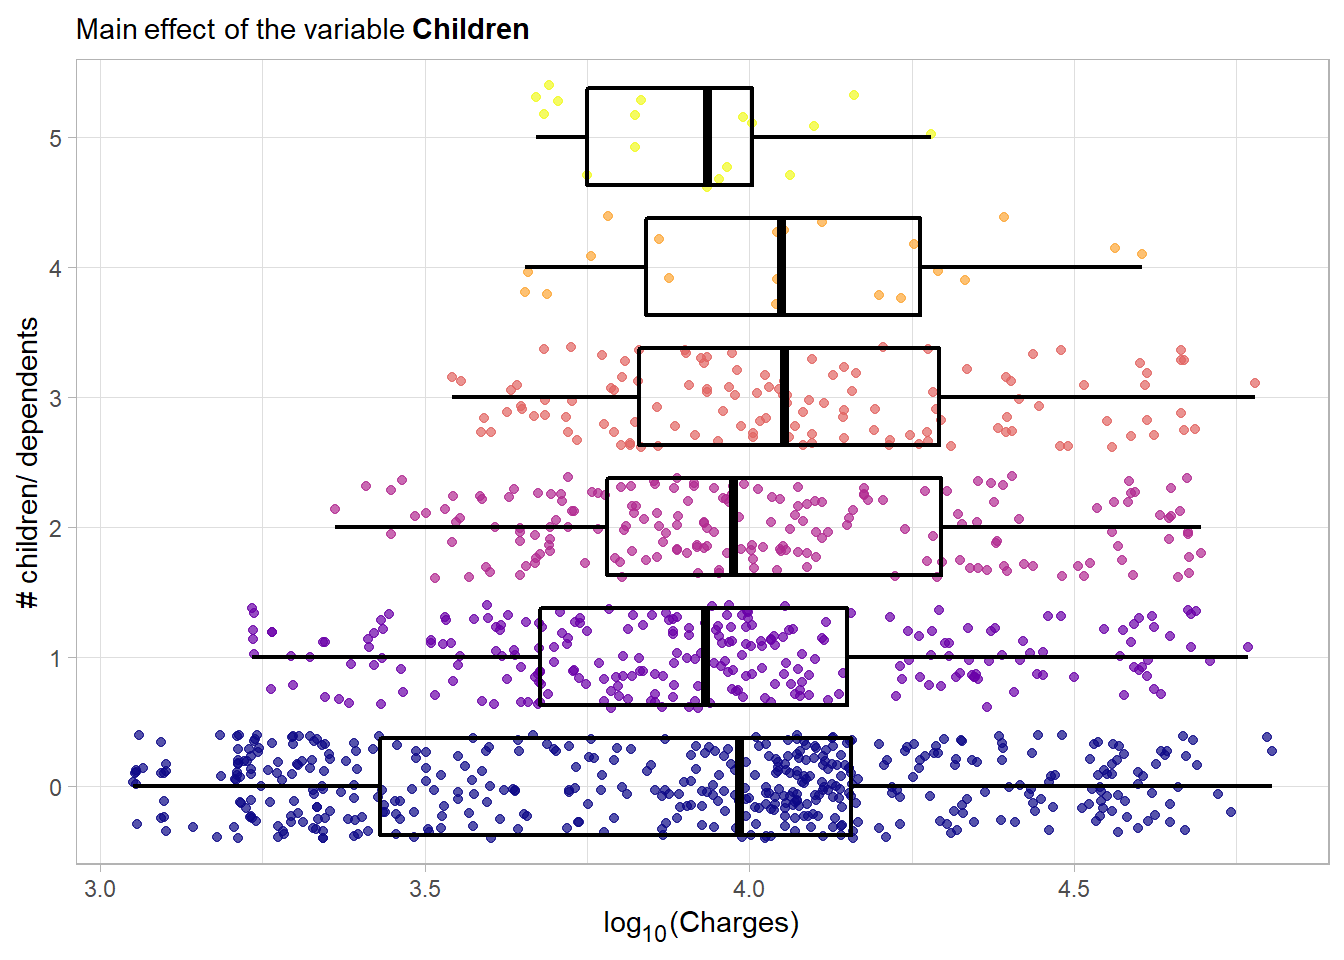 Main effect of the variable Children
# children/ dependents
5
4
3
2
1
0
3.0 3.5 4.0 4.5
log10(Charges)